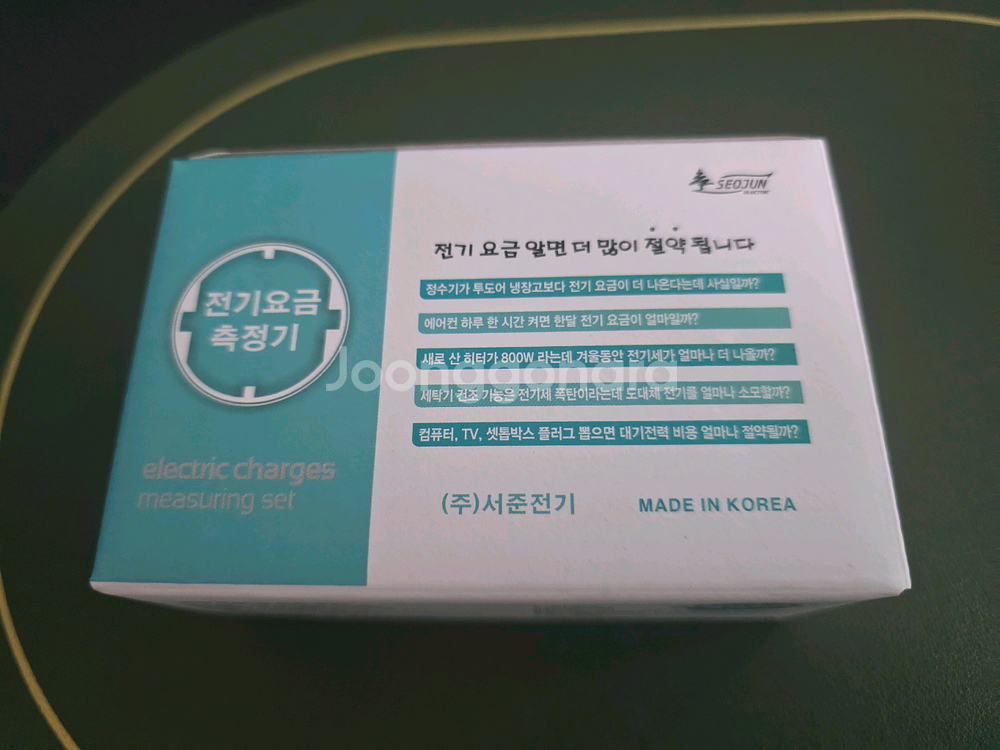 SEOJUN
ELECTRIC
전기 요금 알면 더 많이 절약 됩니다
정수기가 투도어 냉장고보다 전기 요금이 더 나온다는데 사실일까?
에어컨 하루 한 시간 켜면 한달 전기 요금이 얼마일까?
새로 산 히터가 800W 라는데 겨울동안 전기세가 얼마나 더 나올까?
세탁기 건조 기능은 전기세 폭탄이라는데 도대체 전기를 얼마나 소모할까?
컴퓨터, TV, 셋톱박스 플러그 뽑으면 대기전력 비용 얼마나 절약될까?
전기요금
측정기
electric charges
measuring set
(주)서준전기
MADE IN KOREA
Joonggonara